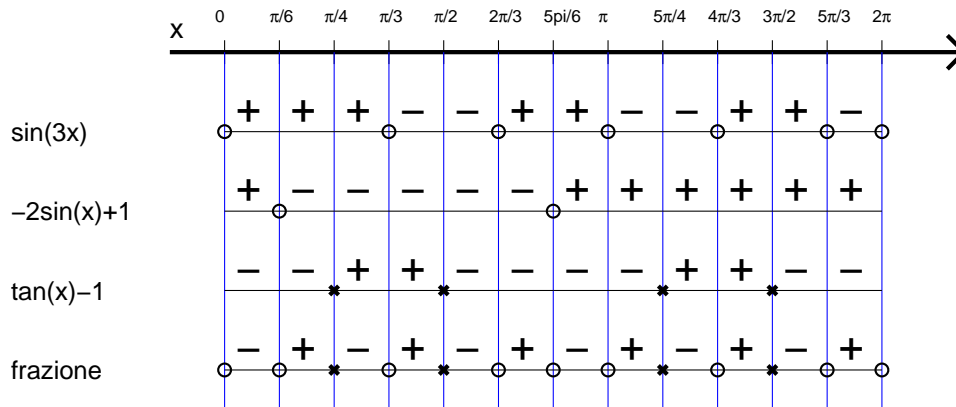 0 π/6 π/4 π/3 π/2 2π/3 5pi/6 π 5π/4 4π/3 3π/2 5π/3 2π
x
+ + + − − + + − − + + −
sin(3x)
+ − − − − − + + + + + +
−2sin(x)+1
− − + + − − − − + + − −
tan(x)−1
− + − + − + − + − + − +
frazione